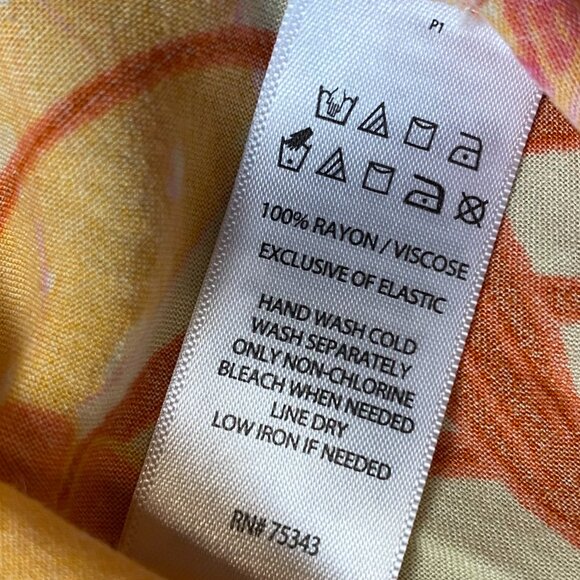 P1
100% RAYON / VISCOSE
EXCLUSIVE OF ELASTIC
HAND WASH COLD
WASH SEPARATELY
ONLY NON-CHLORINE
BLEACH WHEN NEEDED
LINE DRY
LOW IRON IF NEEDED
RN# 75343